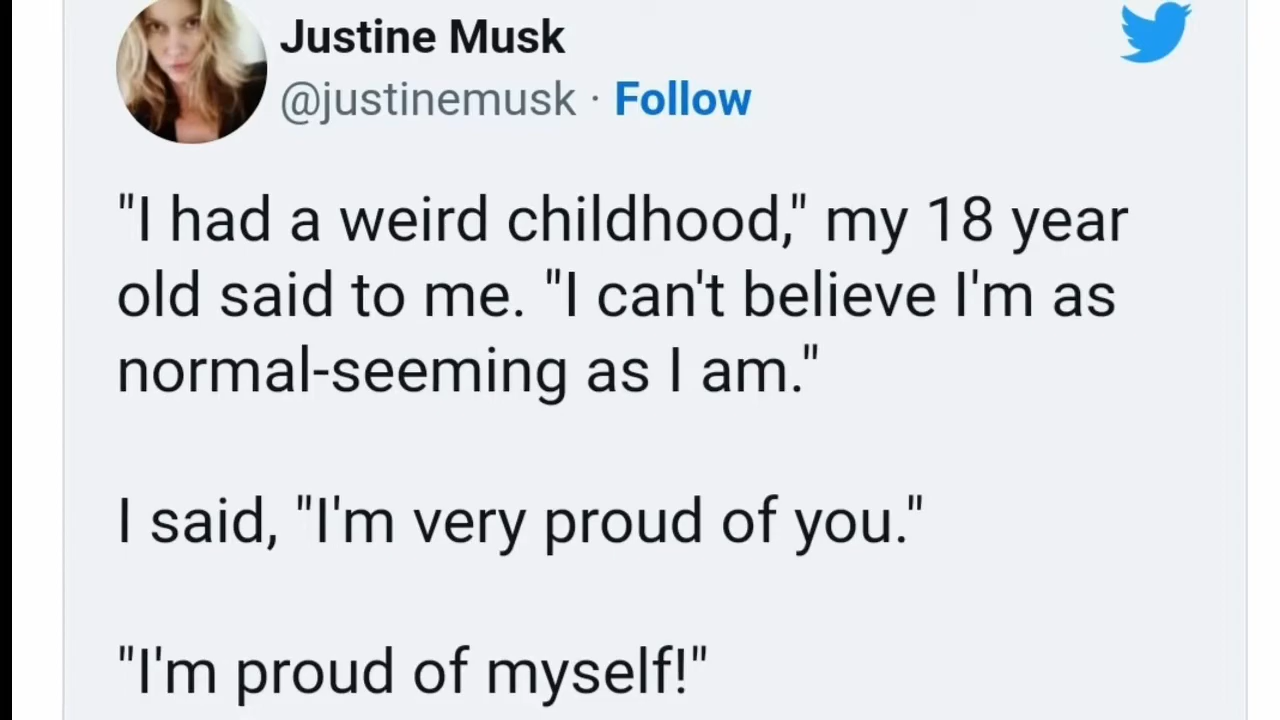 Justine Musk
@justinemusk · Follow
"I had a weird childhood," my 18 year
old said to me. "I can't believe I'm as
normal-seeming as I am."
I said, "I'm very proud of you."
"I'm proud of myself!"